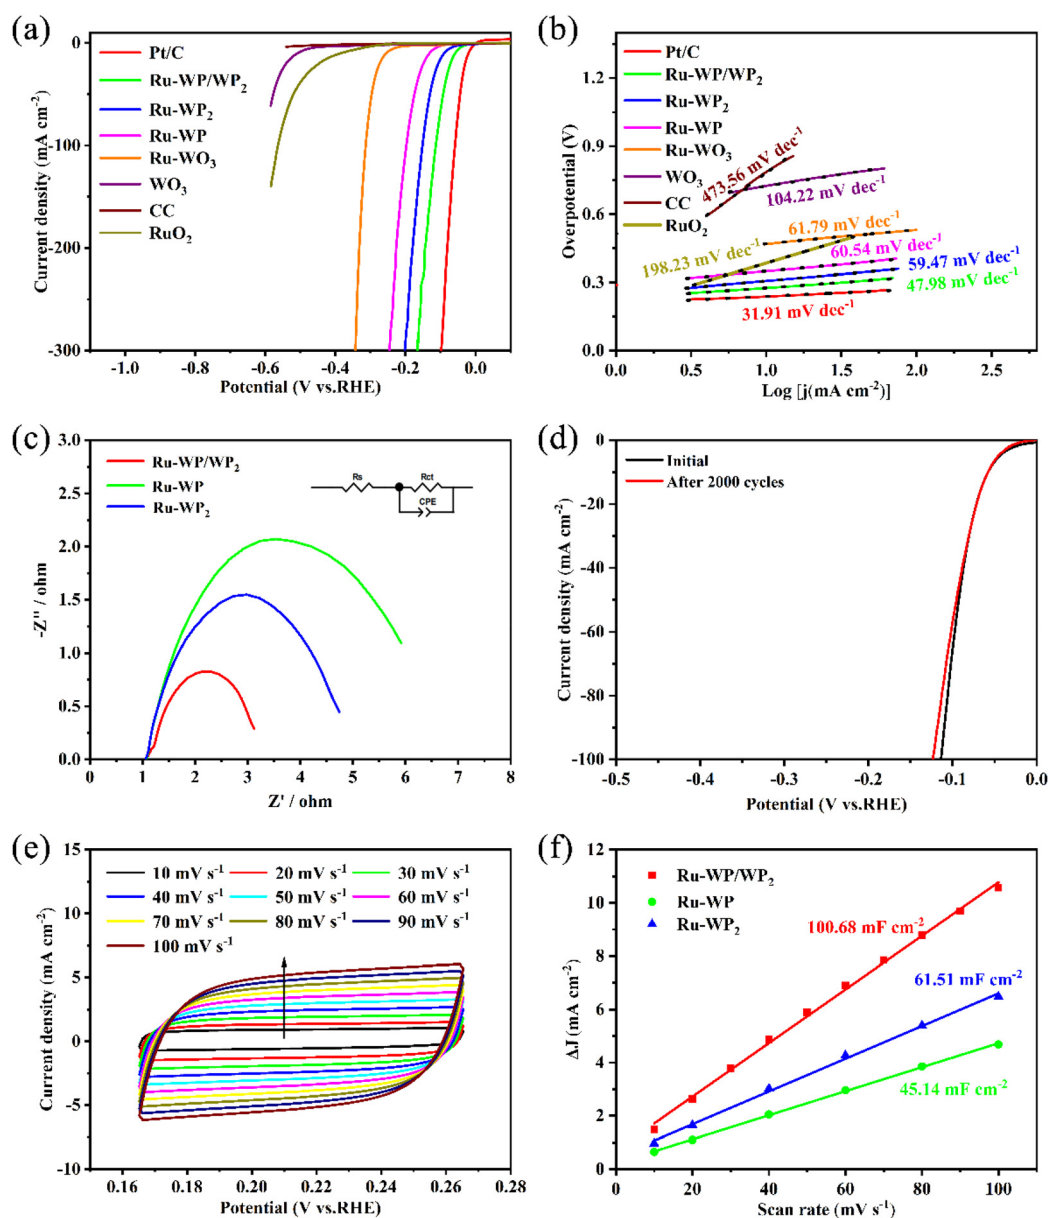 (a)
Pt/C
Ru-WP/WP₂
Ru-WP₂
Ru-WP
Ru-WO₃
WO₃
CC
RuO₂
0
-100
-200
-300
Current density (mA cm⁻²)
-1.0 -0.8 -0.6 -0.4 -0.2 0.0
Potential (V vs.RHE)
(b)
Pt/C
Ru-WP/WP₂
Ru-WP₂
Ru-WP
Ru-WO₃
WO₃
CC
RuO₂
473.56 mV dec⁻¹
104.22 mV dec⁻¹
61.79 mV dec⁻¹
198.23 mV dec⁻¹
60.54 mV dec⁻¹
59.47 mV dec⁻¹
47.98 mV dec⁻¹
31.91 mV dec⁻¹
1.2
0.9
0.6
0.3
0.0
Overpotential (V)
0.0 0.5 1.0 1.5 2.0 2.5
Log [j(mA cm⁻²)]
(c)
Ru-WP/WP₂
Ru-WP
Ru-WP₂
Rs
Rct
CPE
3.0
2.5
2.0
1.5
1.0
0.5
0.0
-Z'' / ohm
0 1 2 3 4 5 6 7 8
Z' / ohm
(d)
Initial
After 2000 cycles
0
-20
-40
-60
-80
-100
Current density (mA cm⁻²)
-0.5 -0.4 -0.3 -0.2 -0.1 0.0
Potential (V vs.RHE)
(e)
10 mV s⁻¹ 20 mV s⁻¹ 30 mV s⁻¹
40 mV s⁻¹ 50 mV s⁻¹ 60 mV s⁻¹
70 mV s⁻¹ 80 mV s⁻¹ 90 mV s⁻¹
100 mV s⁻¹
15
10
5
0
-5
-10
Current density (mA cm⁻²)
0.16 0.18 0.20 0.22 0.24 0.26 0.28
Potential (V vs.RHE)
(f)
Ru-WP/WP₂
Ru-WP
Ru-WP₂
100.68 mF cm⁻²
61.51 mF cm⁻²
45.14 mF cm⁻²
12
10
8
6
4
2
0
ΔJ (mA cm⁻²)
0 20 40 60 80 100
Scan rate (mV s⁻¹)